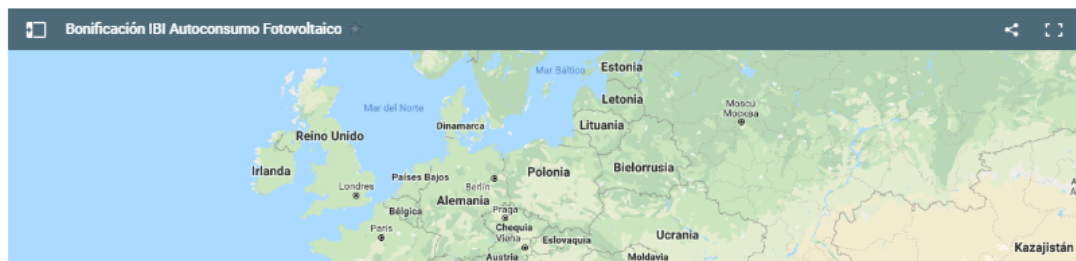 Bonificación IBI Autoconsumo Fotovoltaico
Estonia
Mar Báltico
Letonia
Moscú
Москва
Mar del Norte
Dinamarca
Lituania
Reino Unido
Irlanda
Países Bajos
Berlín
Polonia
Bielorrusia
Londres
Alemania
Bélgica
Praga
París
Chequia
Viena
Eslovaquia
Ucrania
Austria
Moldavia
Kazajistán